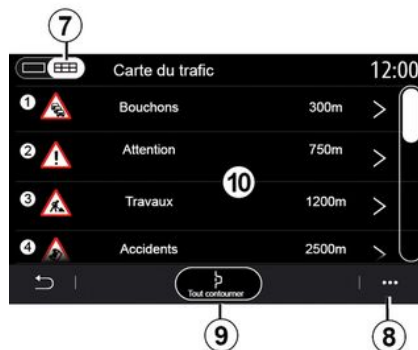 7
Carte du trafic 12:00
1 Bouchons 300m
2 Attention 750m
3 Travaux 1200m
10
4 Accidents 2500m
Tout contourner
9 8